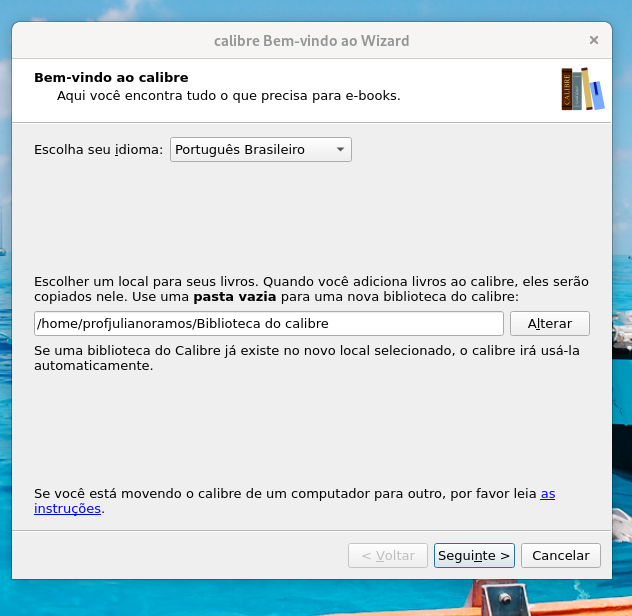 calibre Bem-vindo ao Wizard
Bem-vindo ao calibre
Aqui você encontra tudo o que precisa para e-books.
CALIBRE
Escolha seu idioma: Português Brasileiro
Escolher um local para seus livros. Quando você adiciona livros ao calibre, eles serão
copiados nele. Use uma pasta vazia para uma nova biblioteca do calibre:
/home/profjulianoramos/Biblioteca do calibre Alterar
Se uma biblioteca do Calibre já existe no novo local selecionado, o calibre irá usá-la
automaticamente.
Se você está movendo o calibre de um computador para outro, por favor leia as
instruções.
< Voltar Seguinte > Cancelar